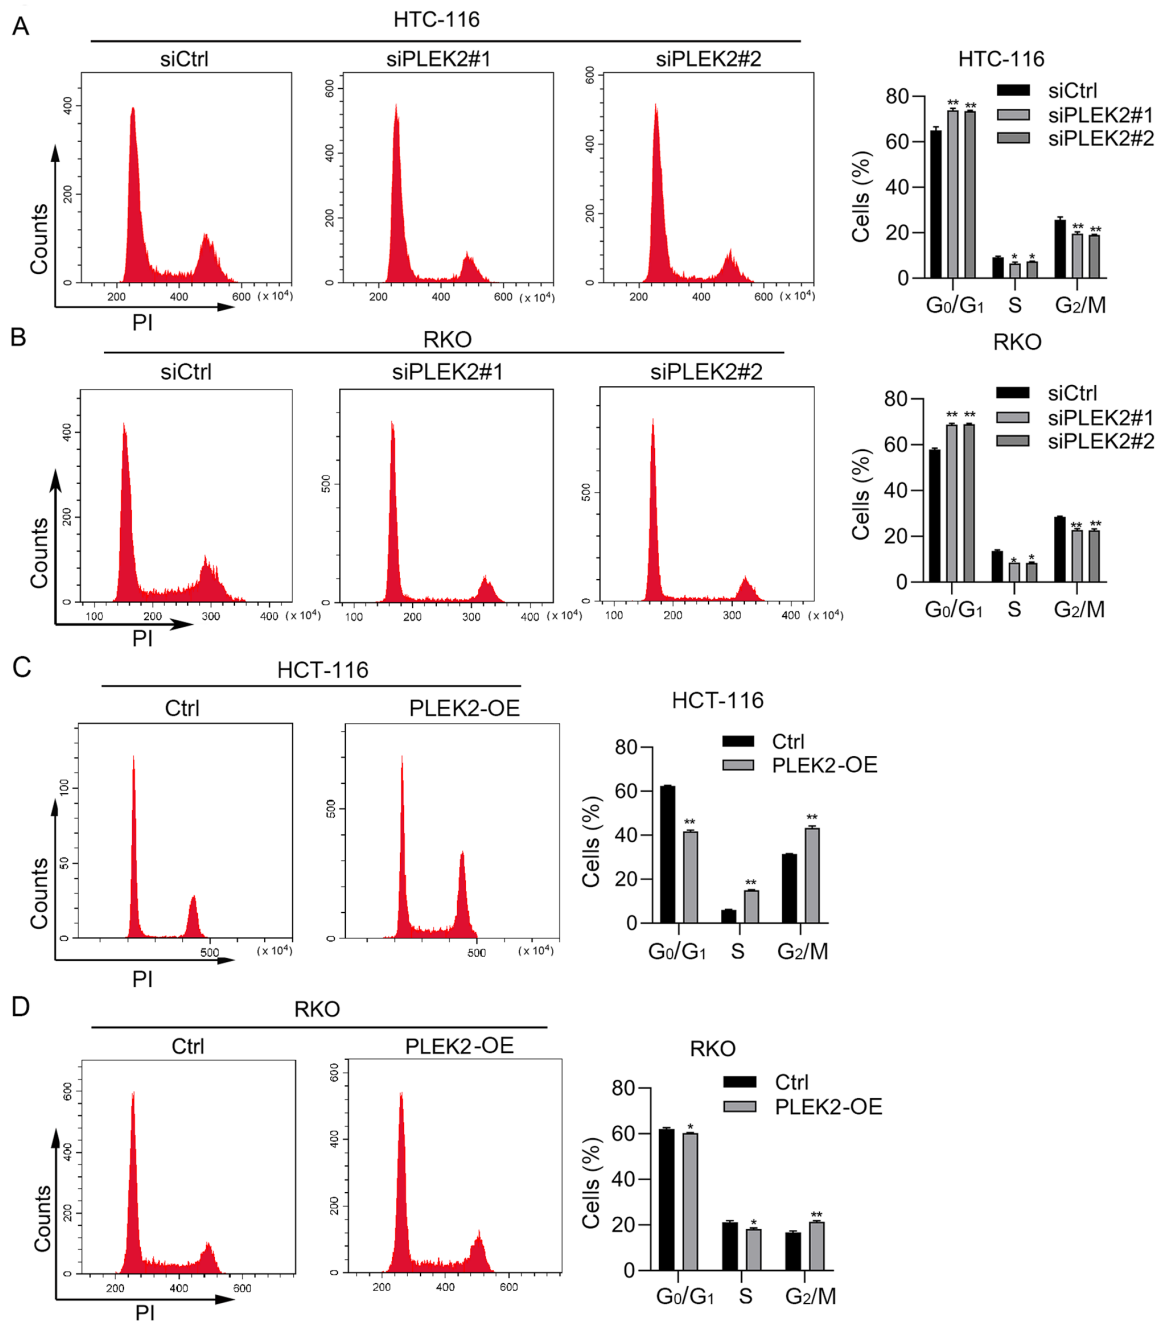 A
HTC-116
siCtrl
siPLEK2#1
siPLEK2#2
400
200
0
200
400
600
(x 10⁴)
600
400
200
0
200
400
600
(x 10⁴)
600
400
200
0
200
400
600
(x 10⁴)
Counts
PI
HTC-116
siCtrl
siPLEK2#1
siPLEK2#2
Cells (%)
80
60
40
20
0
** **
* *
** **
G0/G1
S
G2/M
B
RKO
siCtrl
siPLEK2#1
siPLEK2#2
400
200
0
100
200
300
400
(x 10⁴)
500
0
100
200
300
400
(x 10⁴)
500
0
100
200
300
400
(x 10⁴)
Counts
PI
RKO
siCtrl
siPLEK2#1
siPLEK2#2
Cells (%)
80
60
40
20
0
** **
* *
** **
G0/G1
S
G2/M
C
HCT-116
Ctrl
PLEK2-OE
100
50
0
500
(x 10⁴)
500
0
500
(x 10⁴)
Counts
PI
HCT-116
Ctrl
PLEK2-OE
Cells (%)
80
60
40
20
0
**
**
**
G0/G1
S
G2/M
D
RKO
Ctrl
PLEK2-OE
600
400
200
0
200
400
600
600
400
200
0
200
400
600
Counts
PI
RKO
Ctrl
PLEK2-OE
Cells (%)
80
60
40
20
0
*
*
**
G0/G1
S
G2/M